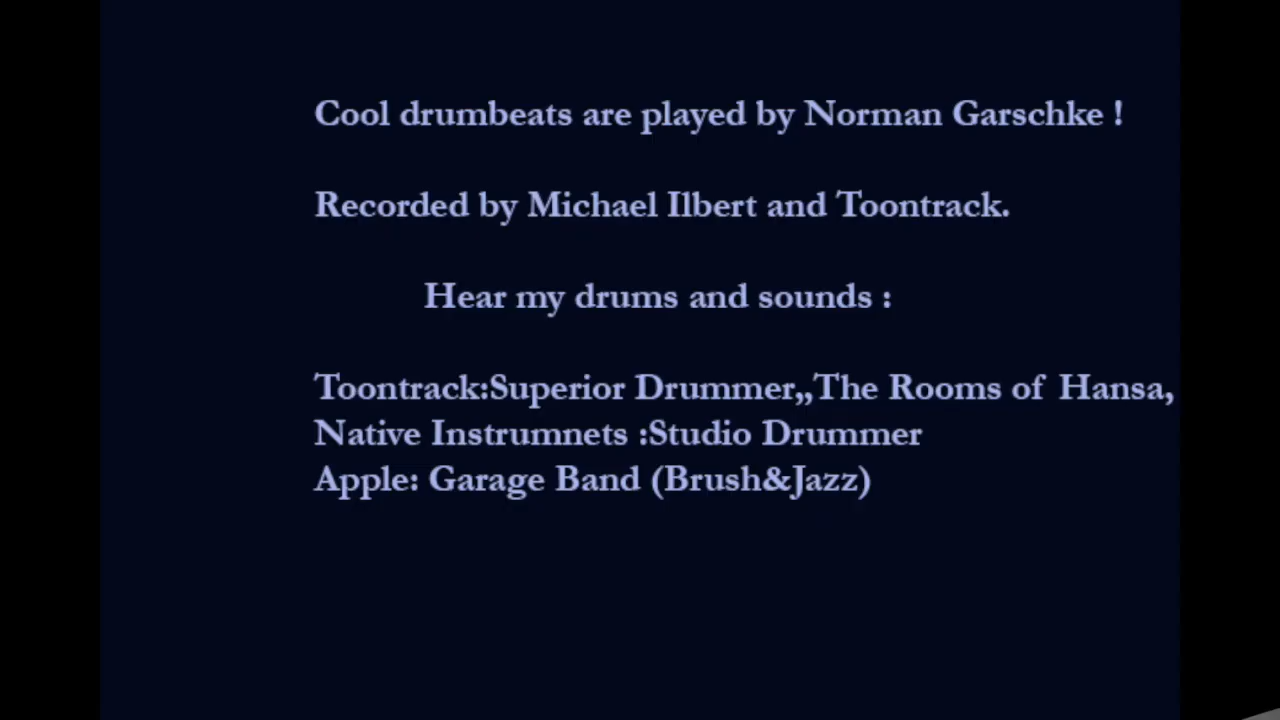 Cool drumbeats are played by Norman Garschke !
Recorded by Michael Ilbert and Toontrack.
Hear my drums and sounds :
Toontrack:Superior Drummer,,The Rooms of Hansa,
Native Instrumnets :Studio Drummer
Apple: Garage Band (Brush&Jazz)